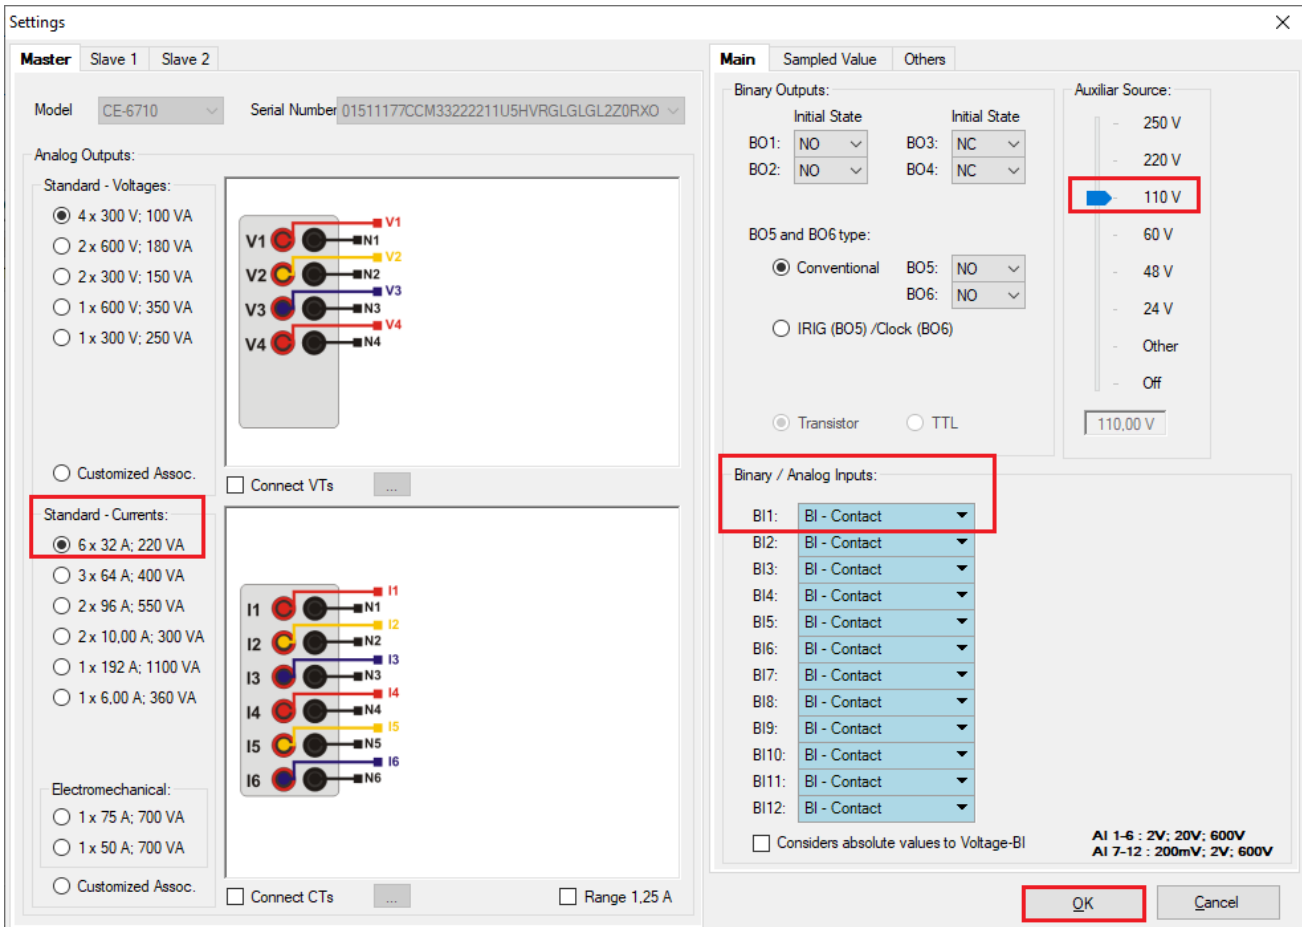 Settings
Master Slave 1 Slave 2
Model CE-6710 Serial Number 01511177CCM33222211U5HVRGLGLGL2Z0RXO
Analog Outputs:
Standard - Voltages:
4 x 300 V; 100 VA
2 x 600 V; 180 VA
2 x 300 V; 150 VA
1 x 600 V; 350 VA
1 x 300 V; 250 VA
Customized Assoc.
V1 V1
N1
V2 V2
N2
V3 V3
N3
V4 V4
N4
Connect VTs ...
Standard - Currents:
6 x 32 A; 220 VA
3 x 64 A; 400 VA
2 x 96 A; 550 VA
2 x 10,00 A; 300 VA
1 x 192 A; 1100 VA
1 x 6,00 A; 360 VA
Electromechanical:
1 x 75 A; 700 VA
1 x 50 A; 700 VA
Customized Assoc.
I1 I1
N1
I2 I2
N2
I3 I3
N3
I4 I4
N4
I5 I5
N5
I6 I6
N6
Connect CTs ... Range 1,25 A
Main Sampled Value Others
Binary Outputs:
Initial State Initial State
BO1: NO BO3: NC
BO2: NO BO4: NC
BO5 and BO6 type:
Conventional BO5: NO
BO6: NO
IRIG (BO5) /Clock (BO6)
Transistor TTL
Auxiliar Source:
250 V
220 V
110 V
60 V
48 V
24 V
Other
Off
110,00 V
Binary / Analog Inputs:
BI1: BI - Contact
BI2: BI - Contact
BI3: BI - Contact
BI4: BI - Contact
BI5: BI - Contact
BI6: BI - Contact
BI7: BI - Contact
BI8: BI - Contact
BI9: BI - Contact
BI10: BI - Contact
BI11: BI - Contact
BI12: BI - Contact
Considers absolute values to Voltage-BI
AI 1-6 : 2V; 20V; 600V
AI 7-12 : 200mV; 2V; 600V
OK Cancel